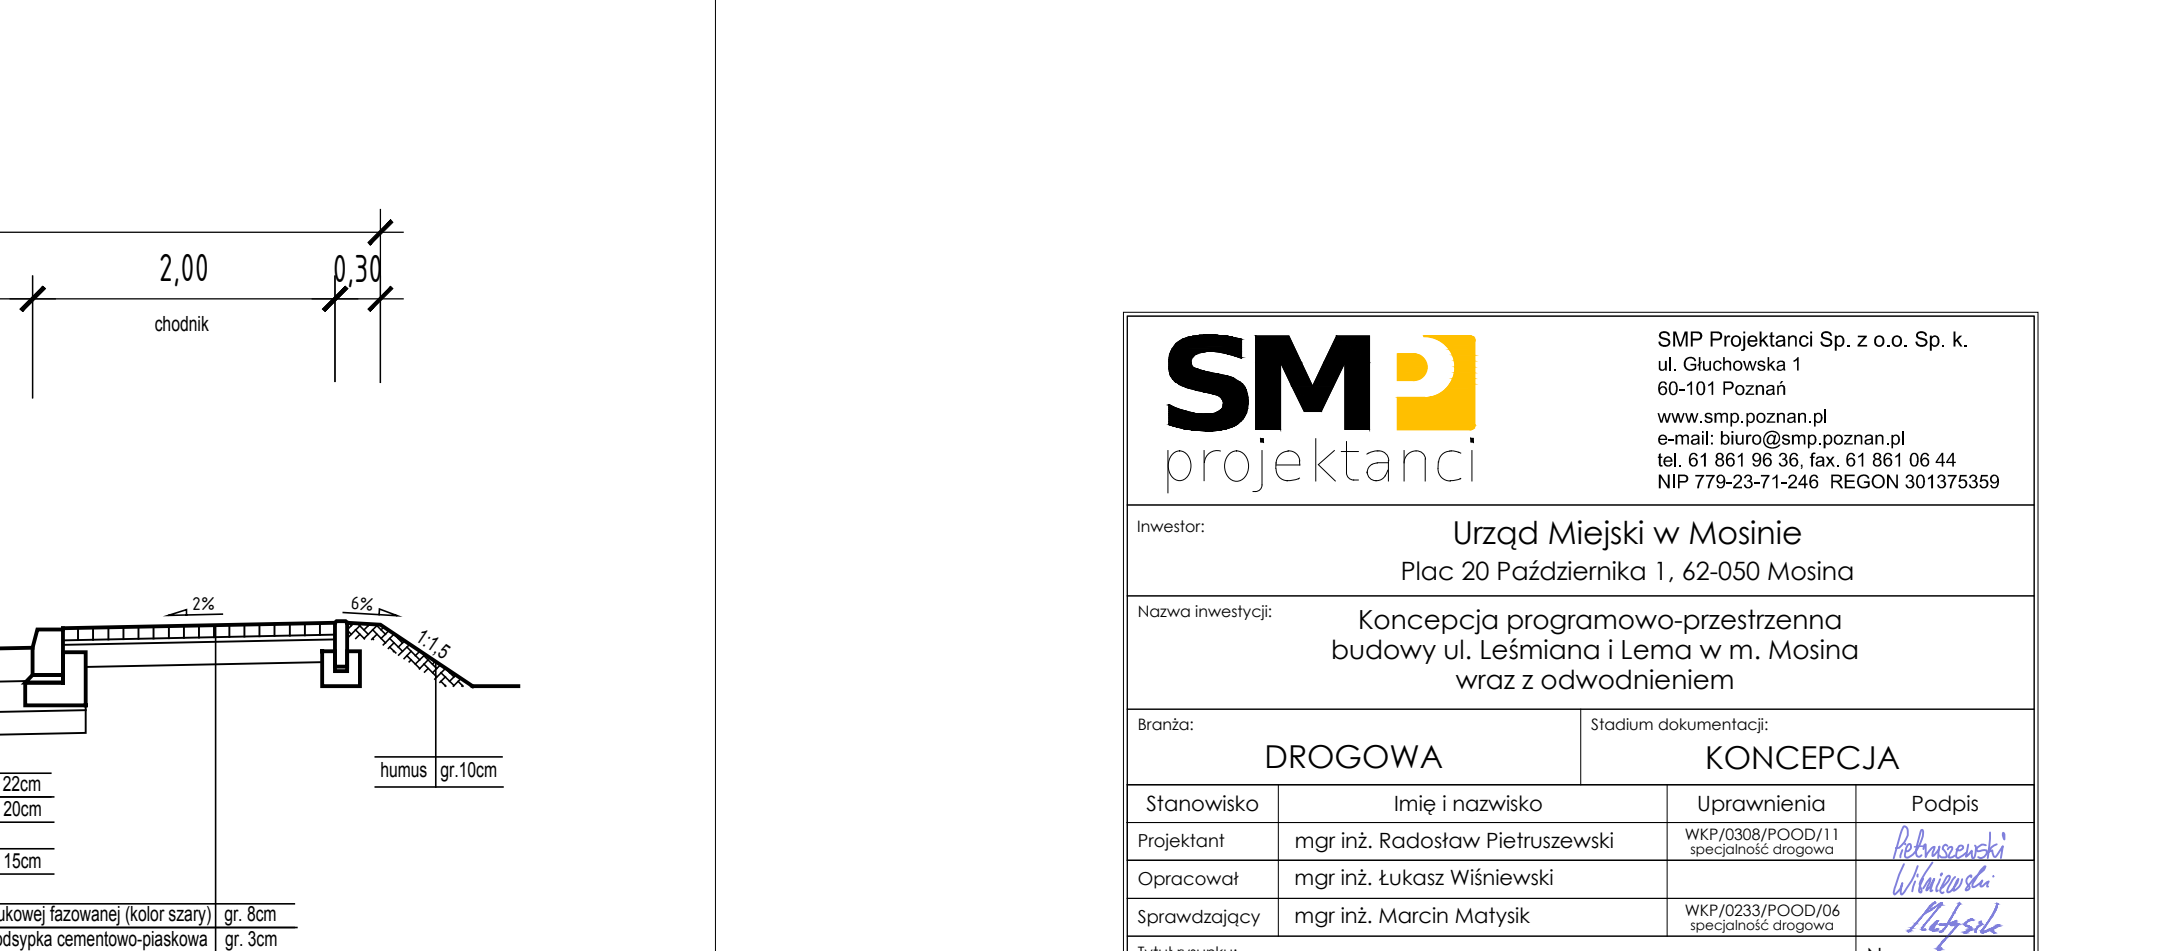 2,00
0,30
chodnik
2%
6%
1:1,5
humus gr.10cm
22cm
20cm
15cm
fazowanej (kolor szary) gr. 8cm
cementowo-piaskowa gr. 3cm
SMP
projektanci
SMP Projektanci Sp. z o.o. Sp. k.
ul. Głuchowska 1
60-101 Poznań
www.smp.poznan.pl
e-mail: biuro@smp.poznan.pl
tel. 61 861 96 36, fax. 61 861 06 44
NIP 779-23-71-246 REGON 301375359
Inwestor:
Urząd Miejski w Mosinie
Plac 20 Października 1, 62-050 Mosina
Nazwa inwestycji:
Koncepcja programowo-przestrzenna
budowy ul. Leśmiana i Lema w m. Mosina
wraz z odwodnieniem
Branża:
DROGOWA
Stadium dokumentacji:
KONCEPCJA
Stanowisko Imię i nazwisko Uprawnienia Podpis
Projektant mgr inż. Radosław Pietruszewski WKP/0308/POOD/11 specjalność drogowa Pietruszewski
Opracował mgr inż. Łukasz Wiśniewski Wiśniewski
Sprawdzający mgr inż. Marcin Matysik WKP/0233/POOD/06 specjalność drogowa Matysik